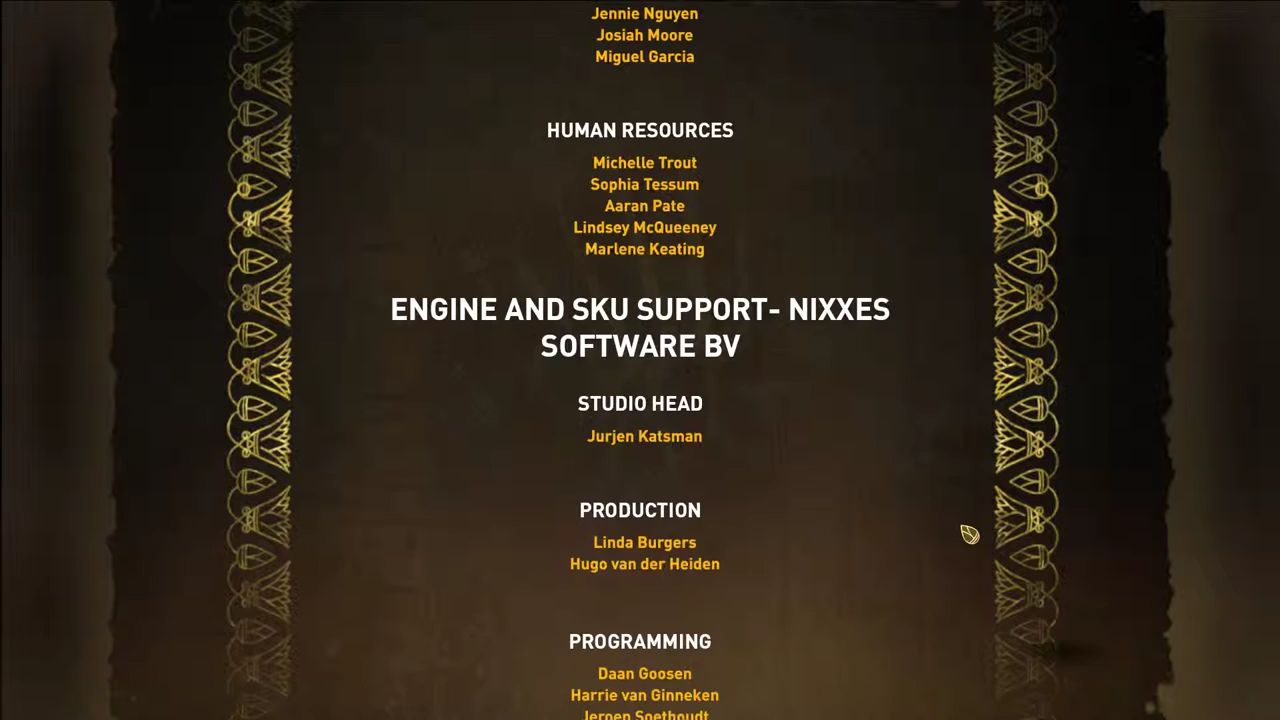 Jennie Nguyen
Josiah Moore
Miguel Garcia
HUMAN RESOURCES
Michelle Trout
Sophia Tessum
Aaran Pate
Lindsey McQueeney
Marlene Keating
ENGINE AND SKU SUPPORT- NIXXES
SOFTWARE BV
STUDIO HEAD
Jurjen Katsman
PRODUCTION
Linda Burgers
Hugo van der Heiden
PROGRAMMING
Daan Goosen
Harrie van Ginneken
Jeroen Soethoudt